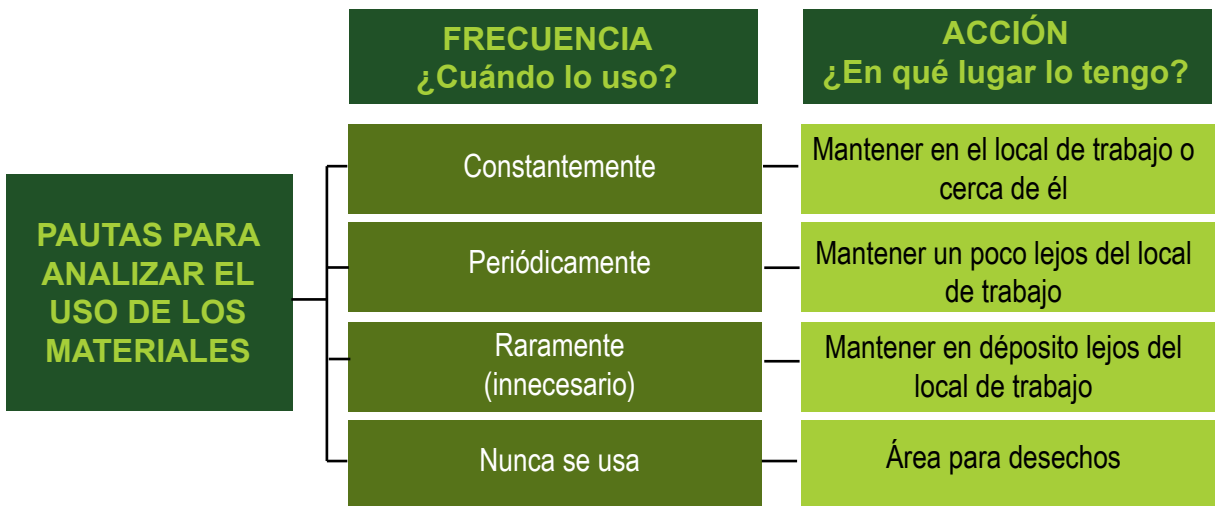 FRECUENCIA
¿Cuándo lo uso?
ACCIÓN
¿En qué lugar lo tengo?
PAUTAS PARA
ANALIZAR EL
USO DE LOS
MATERIALES
Constantemente
Mantener en el local de trabajo o
cerca de él
Periódicamente
Mantener un poco lejos del local
de trabajo
Raramente
(innecesario)
Mantener en déposito lejos del
local de trabajo
Nunca se usa
Área para desechos